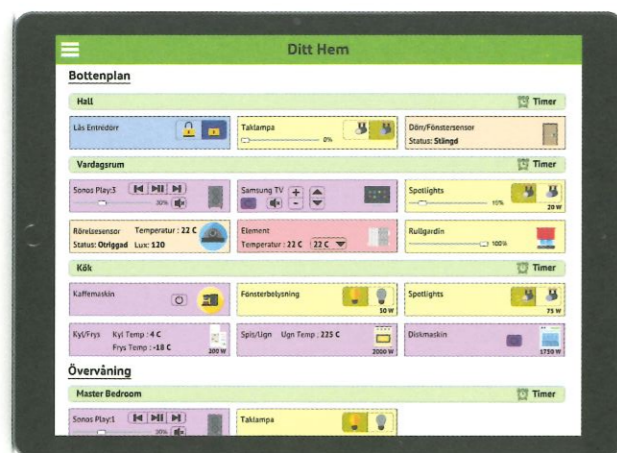 Ditt Hem
Bottenplan
Hall Timer
Lås Entredörr
Taklampa
0%
Dörr/Fönstersensor
Status: Stängd
Vardagsrum Timer
Sonos Play:3
30%
Samsung TV
+
-
Spotlights
10%
20 W
Rörelsesensor Temperatur : 22 C
Status: Otriggad Lux: 120
Element
Temperatur : 22 C 22 C
Rullgardin
100%
Kök Timer
Kaffemaskin
Fönsterbelysning
50 W
Spotlights
75 W
Kyl/Frys Kyl Temp : 4 C
Frys Temp : -18 C
200 W
Spis/Ugn Ugn Temp : 225 C
2000 W
Diskmaskin
1750 W
Övervåning
Master Bedroom Timer
Sonos Play:1
30%
Taklampa